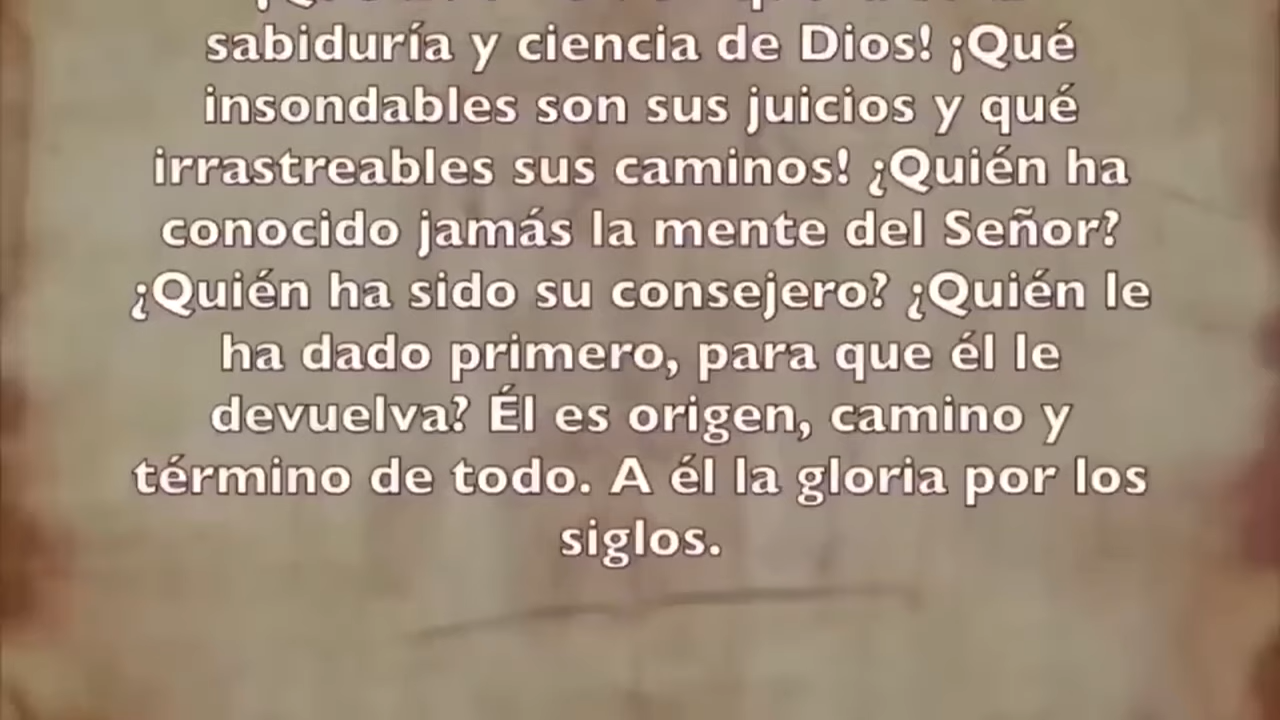 sabiduría y ciencia de Dios! ¡Qué
insondables son sus juicios y qué
irrastreables sus caminos! ¿Quién ha
conocido jamás la mente del Señor?
¿Quién ha sido su consejero? ¿Quién le
ha dado primero, para que él le
devuelva? Él es origen, camino y
término de todo. A él la gloria por los
siglos.